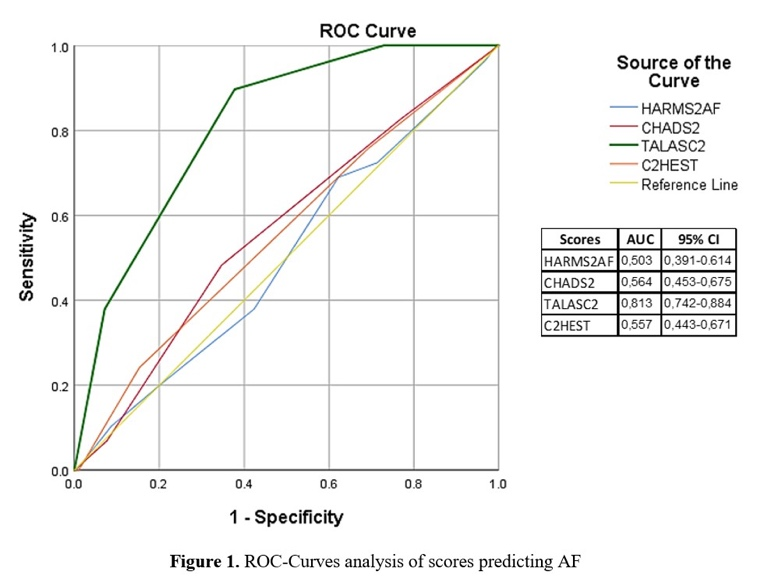 ROC Curve
1.0
0.8
0.6
0.4
0.2
0.0
Sensitivity
0.0 0.2 0.4 0.6 0.8 1.0
1 - Specificity
Source of the
Curve
HARMS2AF
CHADS2
TALASC2
C2HEST
Reference Line
Scores AUC 95% CI
HARMS2AF 0,503 0,391-0.614
CHADS2 0,564 0,453-0,675
TALASC2 0,813 0,742-0,884
C2HEST 0,557 0,443-0,671
Figure 1. ROC-Curves analysis of scores predicting AF